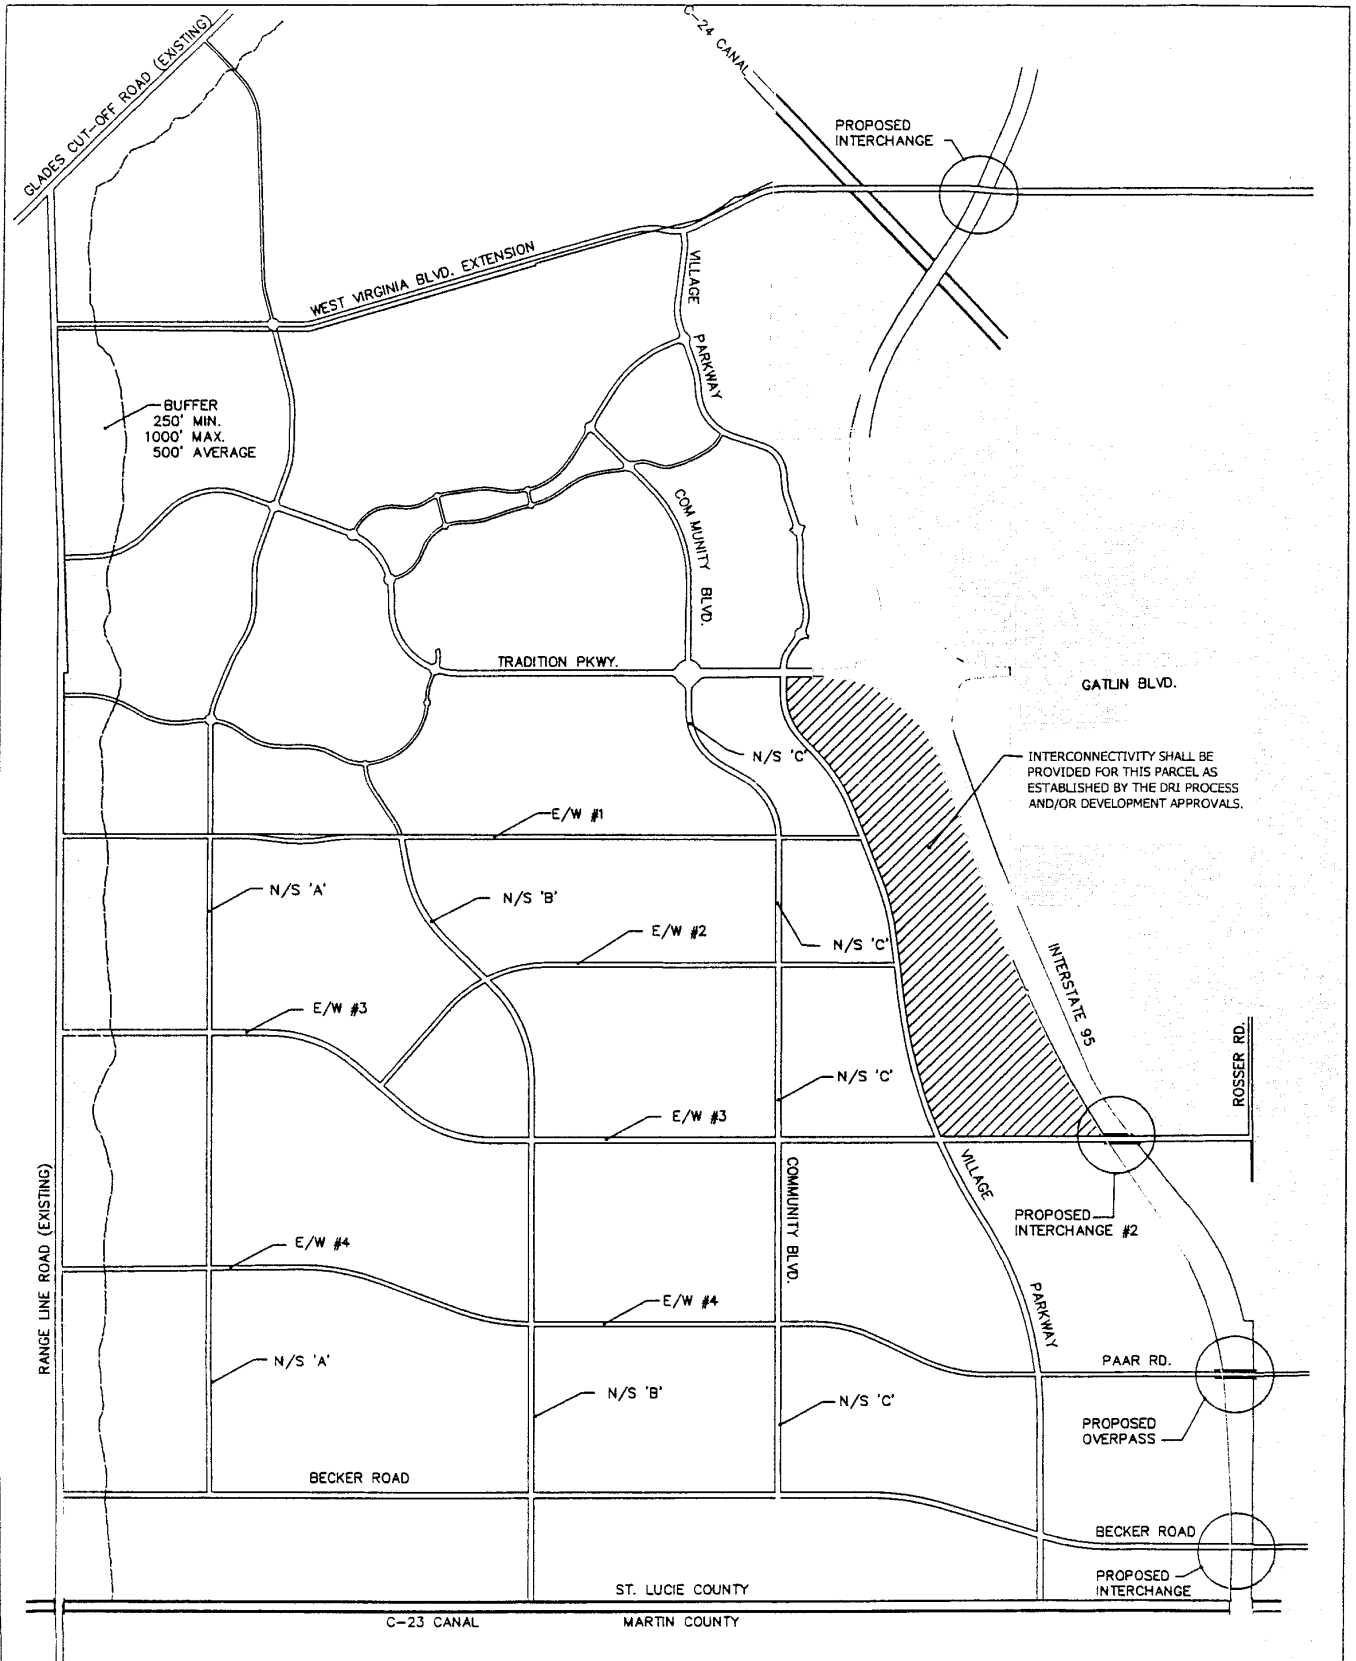 C-24 CANAL
GLADES CUT-OFF ROAD (EXISTING)
PROPOSED
INTERCHANGE
WEST VIRGINIA BLVD. EXTENSION
VILLAGE
PARKWAY
BUFFER
250' MIN.
1000' MAX.
500' AVERAGE
COMMUNITY BLVD.
TRADITION PKWY.
GATLIN BLVD.
N/S 'C'
INTERCONNECTIVITY SHALL BE
PROVIDED FOR THIS PARCEL AS
ESTABLISHED BY THE DRI PROCESS
AND/OR DEVELOPMENT APPROVALS.
E/W #1
N/S 'A'
N/S 'B'
E/W #2
N/S 'C'
INTERSTATE 95
E/W #3
ROSSER RD.
N/S 'C'
E/W #3
VILLAGE
COMMUNITY BLVD.
RANGE LINE ROAD (EXISTING)
PROPOSED
INTERCHANGE #2
E/W #4
PARKWAY
E/W #4
N/S 'A'
PAAR RD.
N/S 'B'
N/S 'C'
PROPOSED
OVERPASS
BECKER ROAD
BECKER ROAD
PROPOSED
INTERCHANGE
ST. LUCIE COUNTY
C-23 CANAL
MARTIN COUNTY